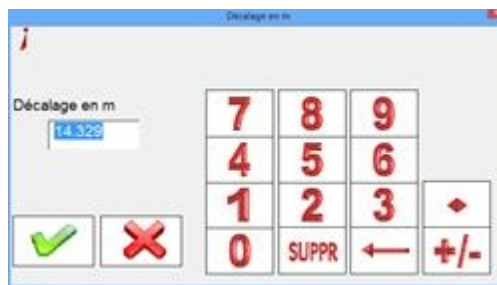 Décalage en m
i
Décalage en m
14.329
7 8 9
4 5 6
1 2 3
0 SUPPR +/-